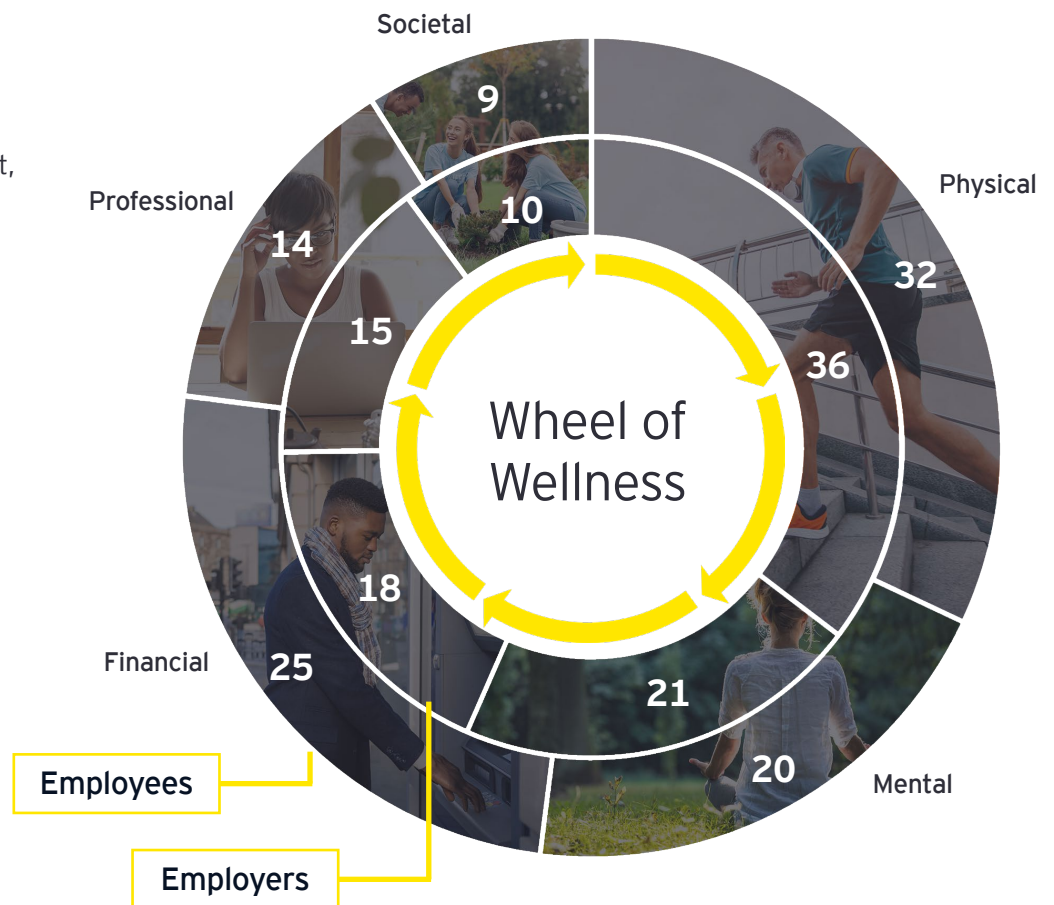 Societal
9
t,
Professional
Physical
10
14
32
15
36
Wheel of
Wellness
18
Financial
25
21
20
Employees
Mental
Employers